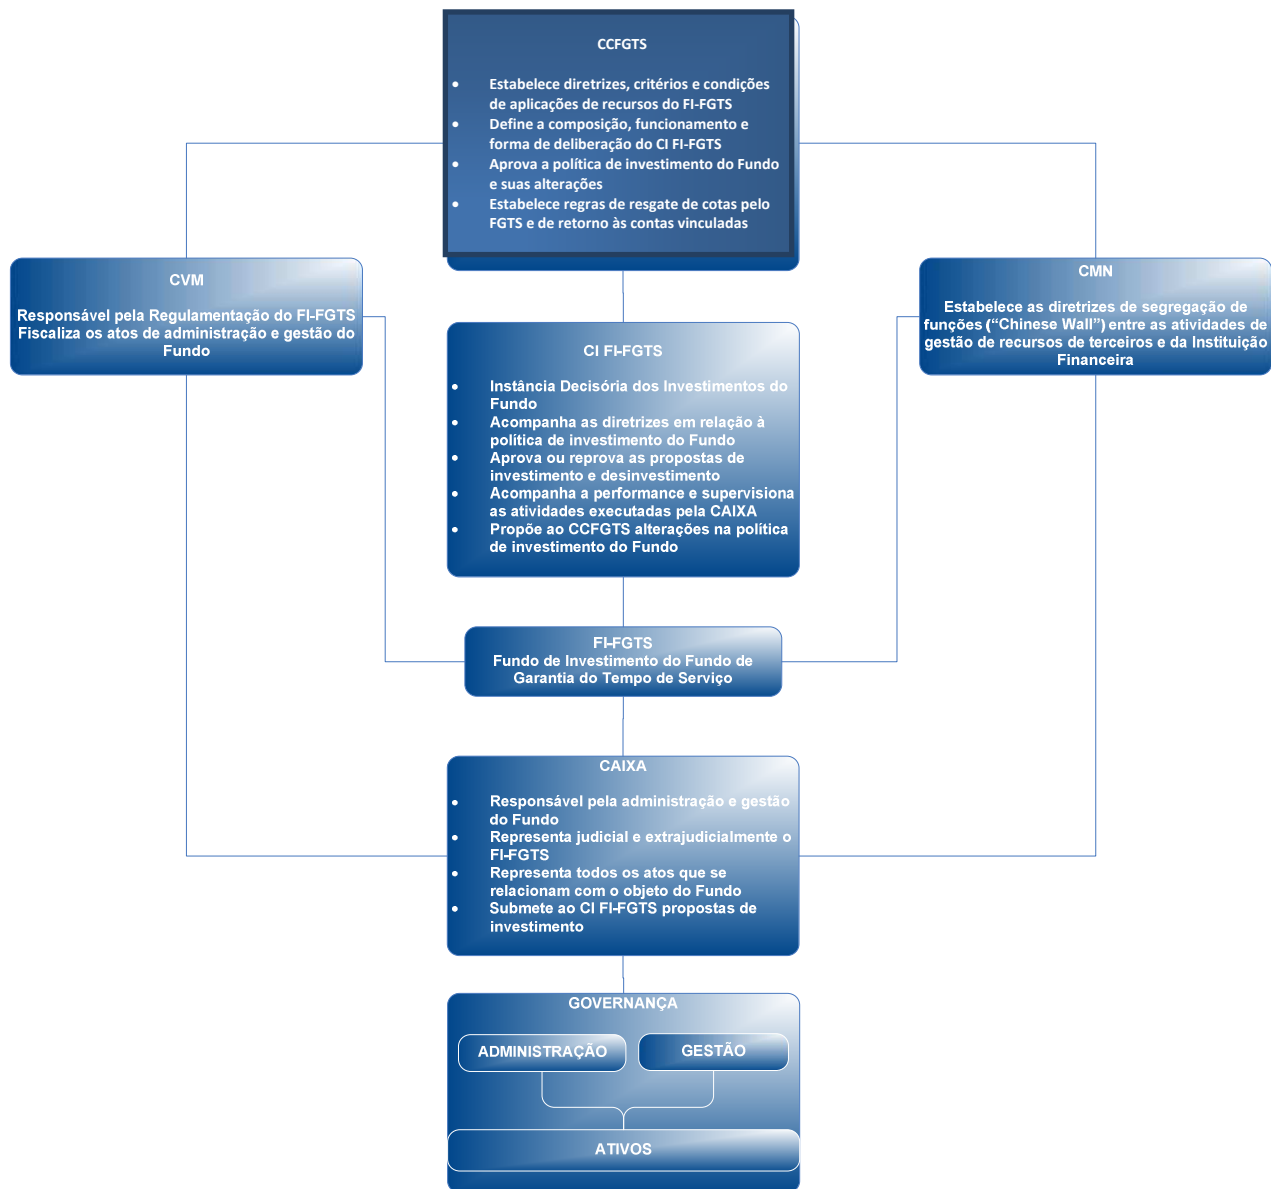 CCFGTS
• Estabelece diretrizes, critérios e condições
de aplicações de recursos do FI-FGTS
• Define a composição, funcionamento e
forma de deliberação do CI FI-FGTS
• Aprova a política de investimento do Fundo
e suas alterações
• Estabelece regras de resgate de cotas pelo
FGTS e de retorno às contas vinculadas
CVM
Responsável pela Regulamentação do FI-FGTS
Fiscaliza os atos de administração e gestão do
Fundo
CMN
Estabelece as diretrizes de segregação de
funções (“Chinese Wall”) entre as atividades de
gestão de recursos de terceiros e da Instituição
Financeira
CI FI-FGTS
• Instância Decisória dos Investimentos do
Fundo
• Acompanha as diretrizes em relação à
política de investimento do Fundo
• Aprova ou reprova as propostas de
investimento e desinvestimento
• Acompanha a performance e supervisiona
as atividades executadas pela CAIXA
• Propõe ao CCFGTS alterações na política
de investimento do Fundo
FI-FGTS
Fundo de Investimento do Fundo de
Garantia do Tempo de Serviço
CAIXA
• Responsável pela administração e gestão
do Fundo
• Representa judicial e extrajudicialmente o
FI-FGTS
• Representa todos os atos que se
relacionam com o objeto do Fundo
• Submete ao CI FI-FGTS propostas de
investimento
GOVERNANÇA
ADMINISTRAÇÃO
GESTÃO
ATIVOS